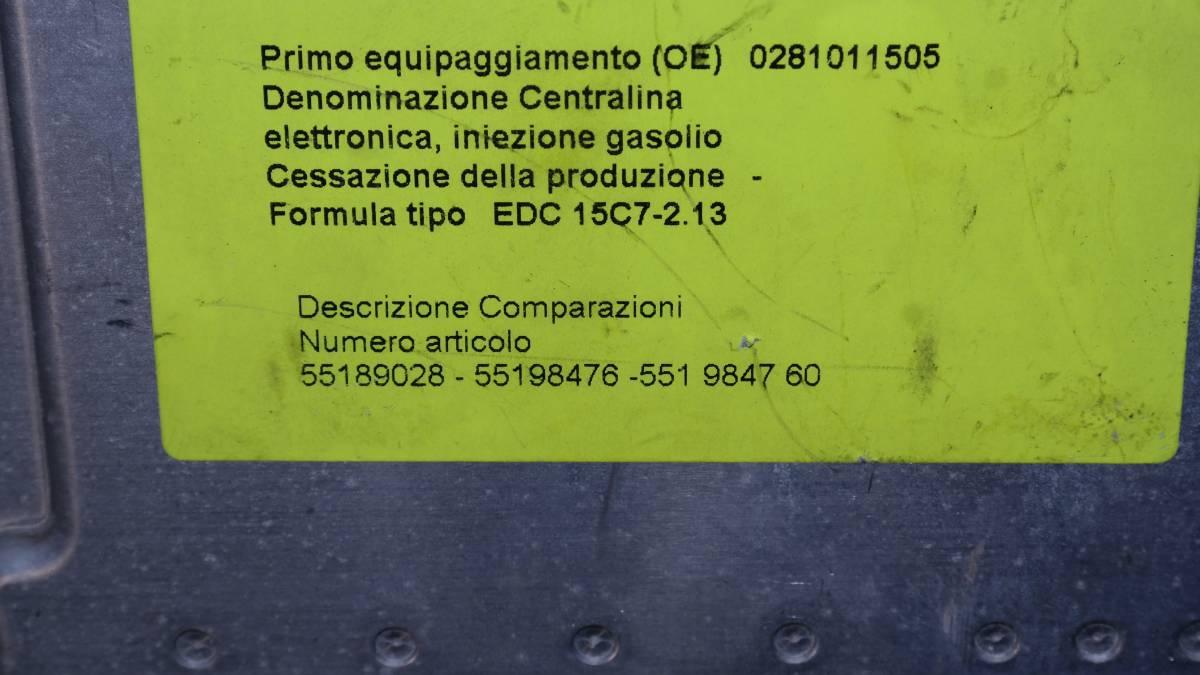 Primo equipaggiamento (OE) 0281011505
Denominazione Centralina
elettronica, iniezione gasolio
Cessazione della produzione -
Formula tipo EDC 15C7-2.13
Descrizione Comparazioni
Numero articolo
55189028 - 55198476 -551 9847 60